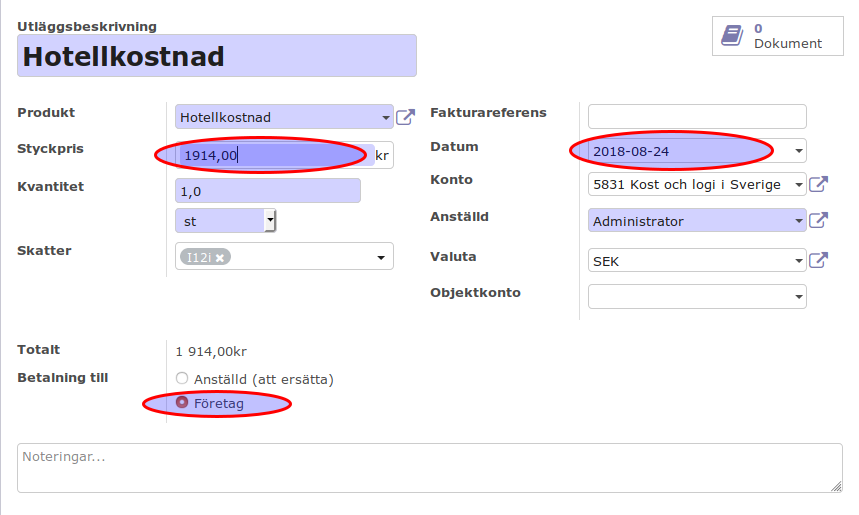 Utläggsbeskrivning
Hotellkostnad
0
Dokument
Produkt
Hotellkostnad
Styckpris
1914,00
kr
Kvantitet
1,0
st
Skatter
I12i
Fakturareferens
Datum
2018-08-24
Konto
5831 Kost och logi i Sverige
Anställd
Administrator
Valuta
SEK
Objektkonto
Totalt
1 914,00kr
Betalning till
Anställd (att ersätta)
Företag
Noteringar...